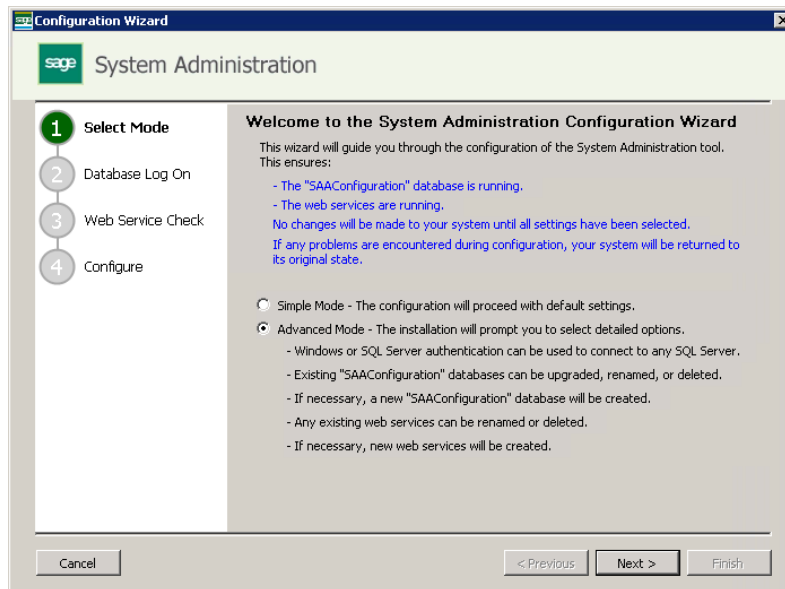 Configuration Wizard
sage System Administration
1 Select Mode
2 Database Log On
3 Web Service Check
4 Configure
Welcome to the System Administration Configuration Wizard
This wizard will guide you through the configuration of the System Administration tool.
This ensures:
- The "SAAConfiguration" database is running.
- The web services are running.
No changes will be made to your system until all settings have been selected.
If any problems are encountered during configuration, your system will be returned to
its original state.
Simple Mode - The configuration will proceed with default settings.
Advanced Mode - The installation will prompt you to select detailed options.
- Windows or SQL Server authentication can be used to connect to any SQL Server.
- Existing "SAAConfiguration" databases can be upgraded, renamed, or deleted.
- If necessary, a new "SAAConfiguration" database will be created.
- Any existing web services can be renamed or deleted.
- If necessary, new web services will be created.
Cancel < Previous Next > Finish